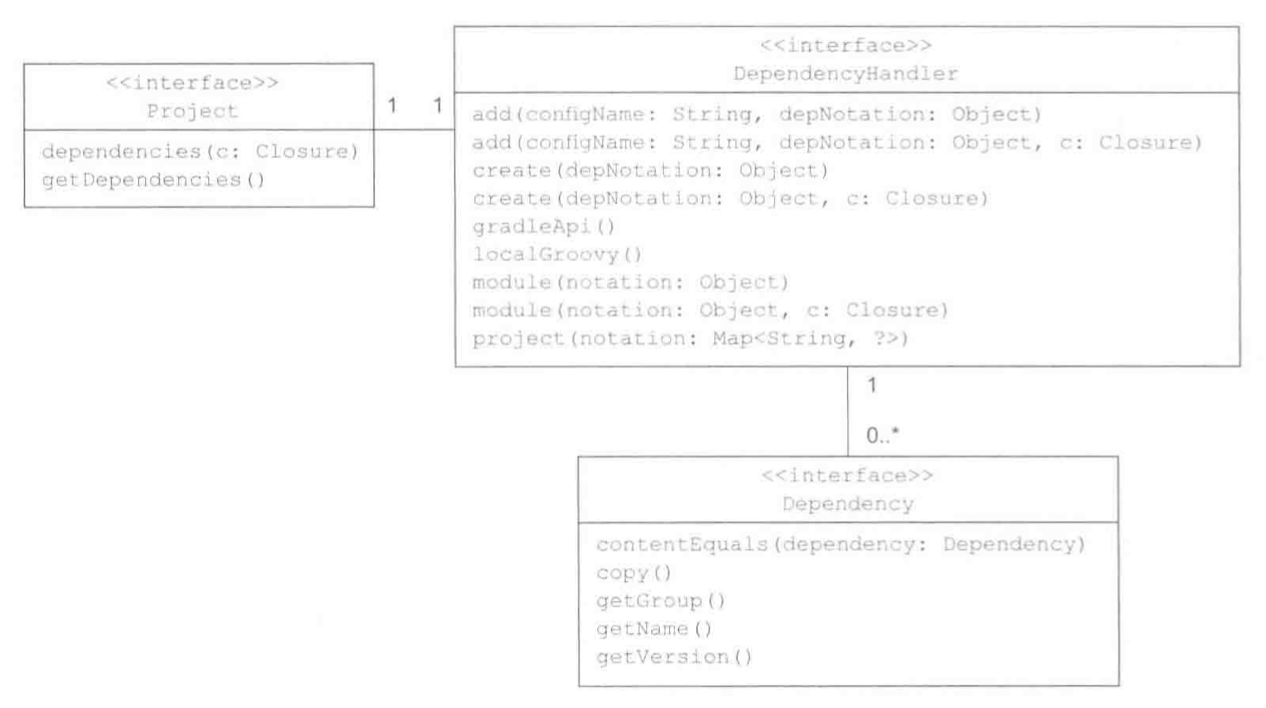 <<interface>>
Project
dependencies(c: Closure)
getDependencies()
1 1
<<interface>>
DependencyHandler
add(configName: String, depNotation: Object)
add(configName: String, depNotation: Object, c: Closure)
create(depNotation: Object)
create(depNotation: Object, c: Closure)
gradleApi()
localGroovy()
module(notation: Object)
module(notation: Object, c: Closure)
project(notation: Map<String, ?>)
1
0..*
<<interface>>
Dependency
contentEquals(dependency: Dependency)
copy()
getGroup()
getName()
getVersion()